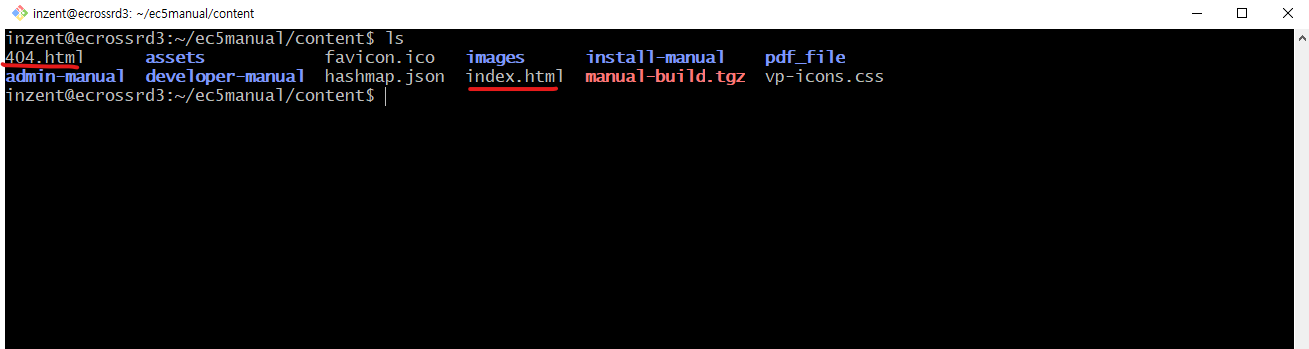 inzent@ecrossrd3: ~/ec5manual/content
inzent@ecrossrd3:~/ec5manual/content$ ls
404.html assets favicon.ico images install-manual pdf_file
admin-manual developer-manual hashmap.json index.html manual-build.tgz vp-icons.css
inzent@ecrossrd3:~/ec5manual/content$